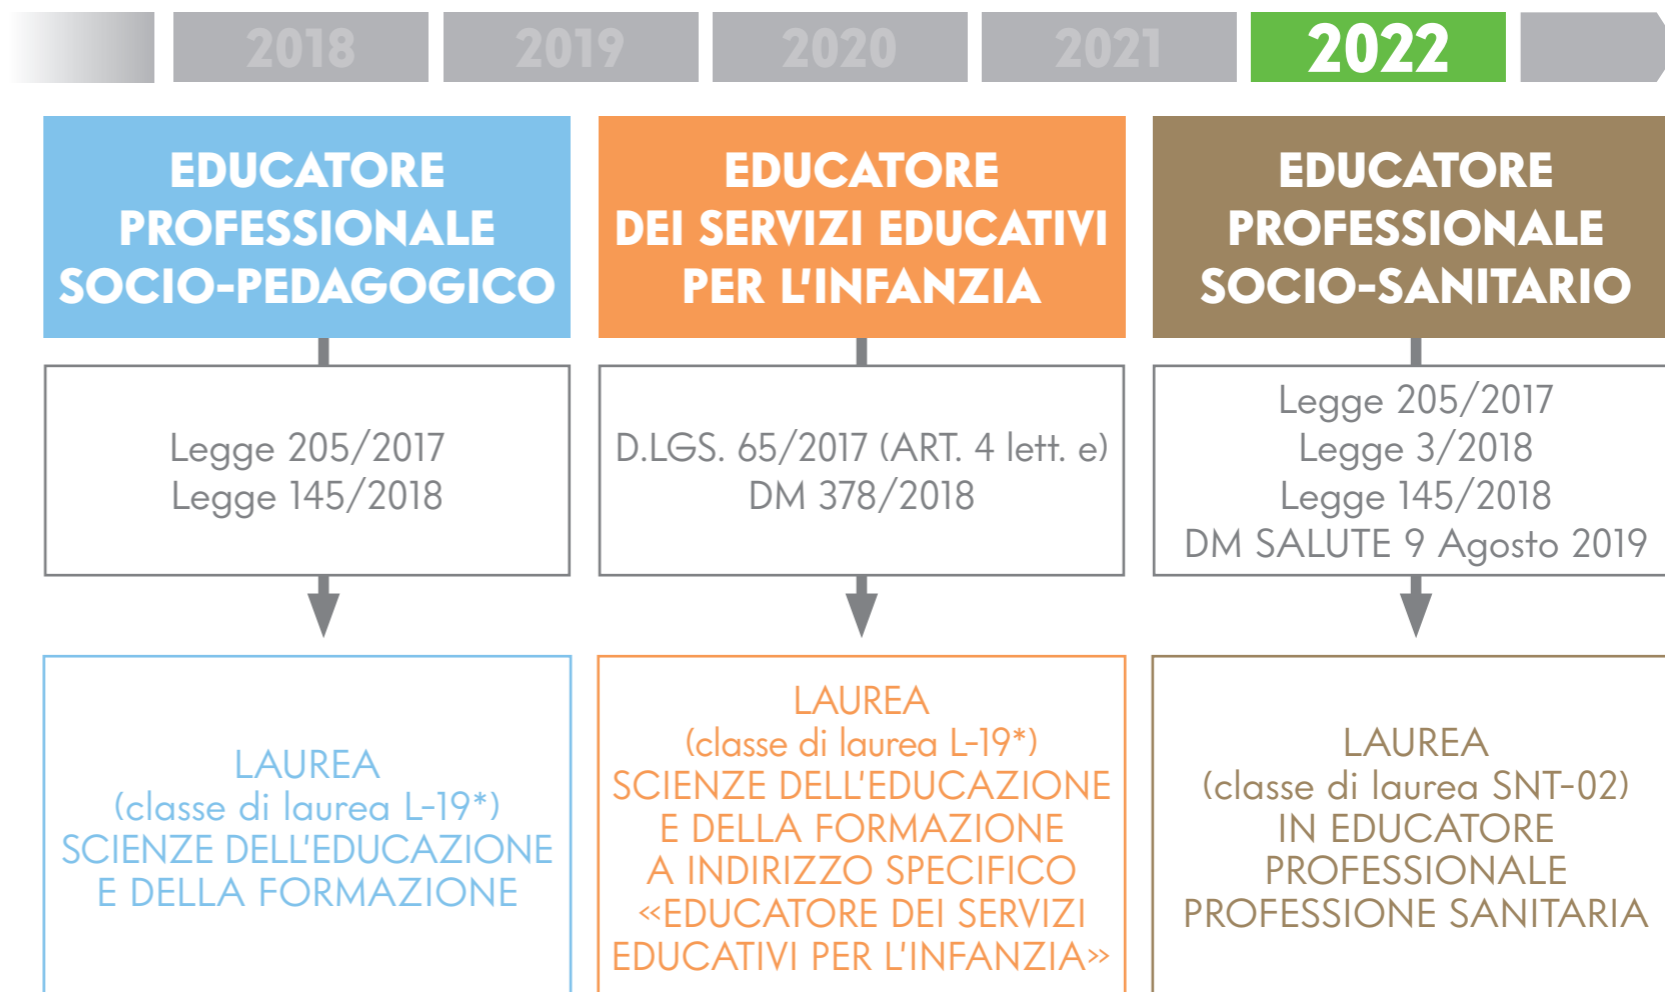 2018
2019
2020
2021
2022
EDUCATORE
PROFESSIONALE
SOCIO-PEDAGOGICO
Legge 205/2017
Legge 145/2018
LAUREA
(classe di laurea L-19*)
SCIENZE DELL'EDUCAZIONE
E DELLA FORMAZIONE
EDUCATORE
DEI SERVIZI EDUCATIVI
PER L'INFANZIA
D.LGS. 65/2017 (ART. 4 lett. e)
DM 378/2018
LAUREA
(classe di laurea L-19*)
SCIENZE DELL'EDUCAZIONE
E DELLA FORMAZIONE
A INDIRIZZO SPECIFICO
«EDUCATORE DEI SERVIZI
EDUCATIVI PER L'INFANZIA»
EDUCATORE
PROFESSIONALE
SOCIO-SANITARIO
Legge 205/2017
Legge 3/2018
Legge 145/2018
DM SALUTE 9 Agosto 2019
LAUREA
(classe di laurea SNT-02)
IN EDUCATORE
PROFESSIONALE
PROFESSIONE SANITARIA